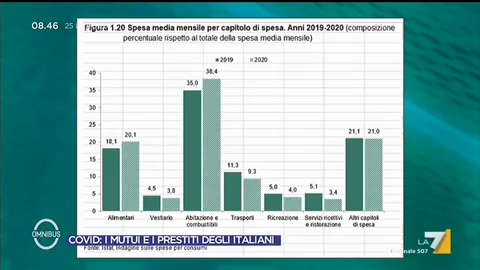 08.46
25
Figura 1.20 Spesa media mensile per capitolo di spesa. Anni 2019-2020 (composizione
percentuale rispetto al totale della spesa media mensile)
2019 2020
40
35
30
25
20
15
10
5
0
18,1 20,1 4,5 3,8 35,0 38,4 11,3 9,3 5,0 4,0 5,1 3,4 21,1 21,0
Alimentari Vestiario Abitazione e Trasporti Ricreazione Servizi ricettivi Altri capitoli
combustibili e ristorazione di spesa
Fonte: Istat, Indagine sulle spese per consumi
OMNIBUS
COVID: I MUTUI E I PRESTITI DEGLI ITALIANI
LA 7
507